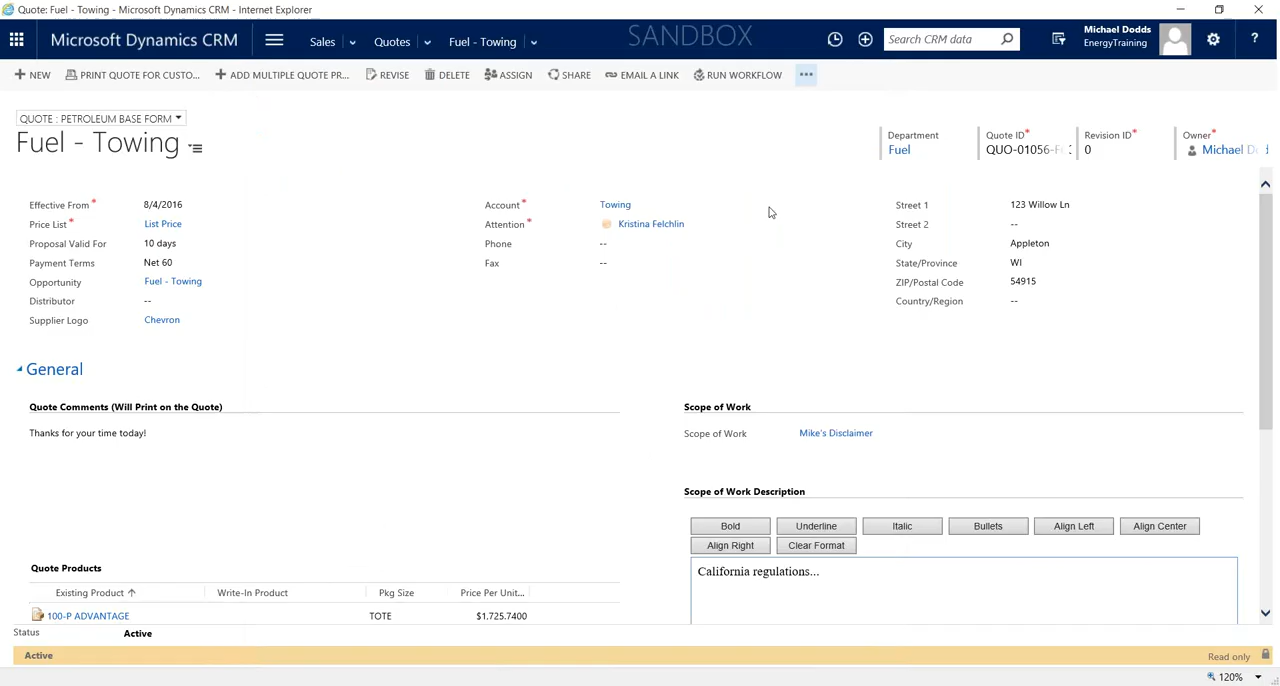 Quote: Fuel - Towing - Microsoft Dynamics CRM - Internet Explorer
Microsoft Dynamics CRM Sales Quotes Fuel - Towing SANDBOX Search CRM data Michael Dodds
EnergyTraining
?
NEW PRINT QUOTE FOR CUSTO... ADD MULTIPLE QUOTE PR... REVISE DELETE ASSIGN SHARE EMAIL A LINK RUN WORKFLOW ...
QUOTE : PETROLEUM BASE FORM
Fuel - Towing
Department Quote ID* Revision ID* Owner*
Fuel QUO-01056- 0 Michael
Effective From* 8/4/2016 Account* Towing Street 1 123 Willow Ln
Price List* List Price Attention* Kristina Felchlin Street 2 --
Proposal Valid For 10 days Phone -- City Appleton
Payment Terms Net 60 Fax -- State/Province WI
Opportunity Fuel - Towing ZIP/Postal Code 54915
Distributor -- Country/Region --
Supplier Logo Chevron
General
Quote Comments (Will Print on the Quote) Scope of Work
Thanks for your time today! Scope of Work Mike's Disclaimer
Scope of Work Description
Bold Underline Italic Bullets Align Left Align Center
Align Right Clear Format
California regulations...
Quote Products
Existing Product ↑ Write-In Product Pkg Size Price Per Unit...
100-P ADVANTAGE TOTE $1,725.7400
Status Active
Active Read only
120%